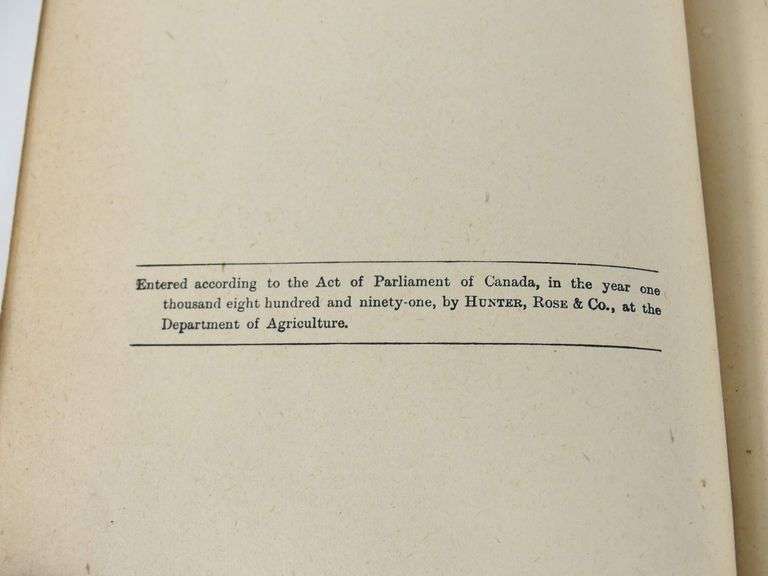 Entered according to the Act of Parliament of Canada, in the year one
thousand eight hundred and ninety-one, by HUNTER, ROSE & Co., at the
Department of Agriculture.